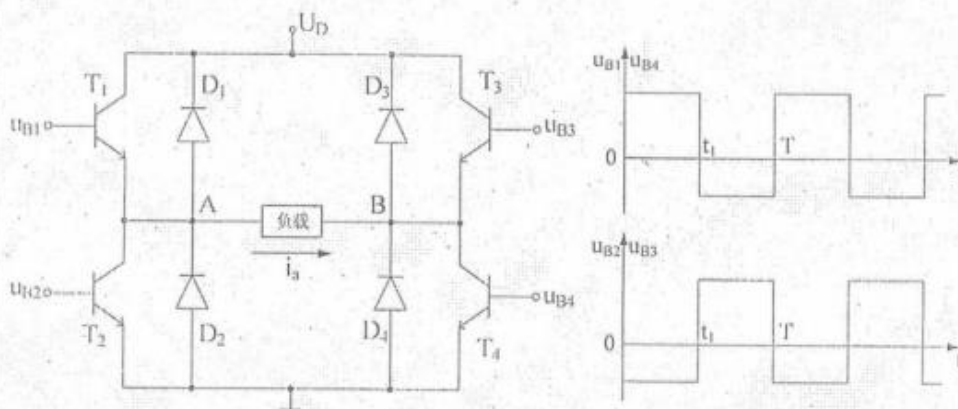 U_D
T_1
D_1
D_3
T_3
u_B1
u_B3
A
负载
B
i_a
u_B2
u_B4
T_2
D_2
D_4
T_4
u_B1 u_B4
0
t_1
T
u_B2 u_B3
0
t_1
T
t